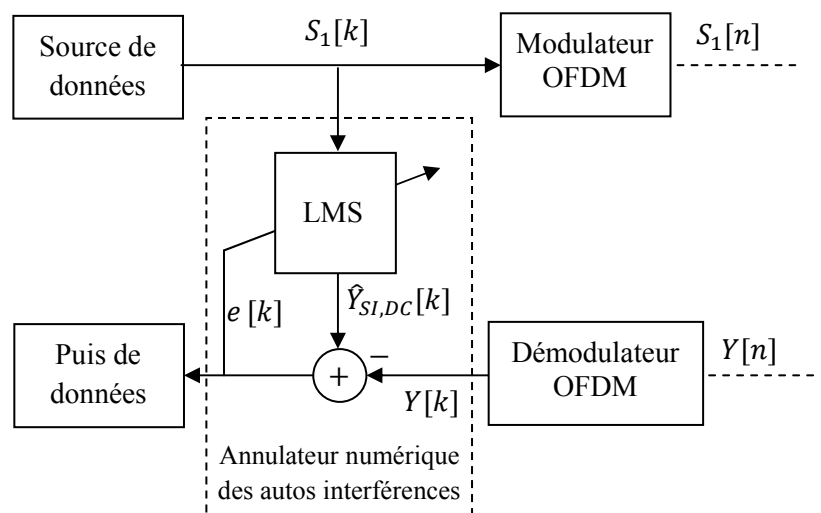 Source de
données
S₁[k]
Modulateur
OFDM
S₁[n]
LMS
e [k]
Ŷ_{SI,DC}[k]
Puis de
données
+
−
Y[k]
Démodulateur
OFDM
Y[n]
Annulateur numérique
des autos interférences